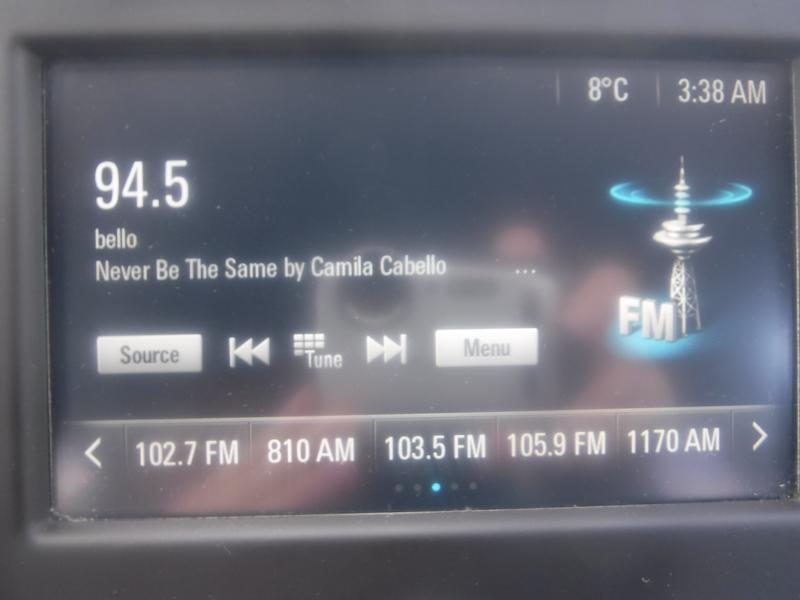 8°C 3:38 AM
94.5
bello
Never Be The Same by Camila Cabello ...
FM
Source Tune Menu
102.7 FM 810 AM 103.5 FM 105.9 FM 1170 AM